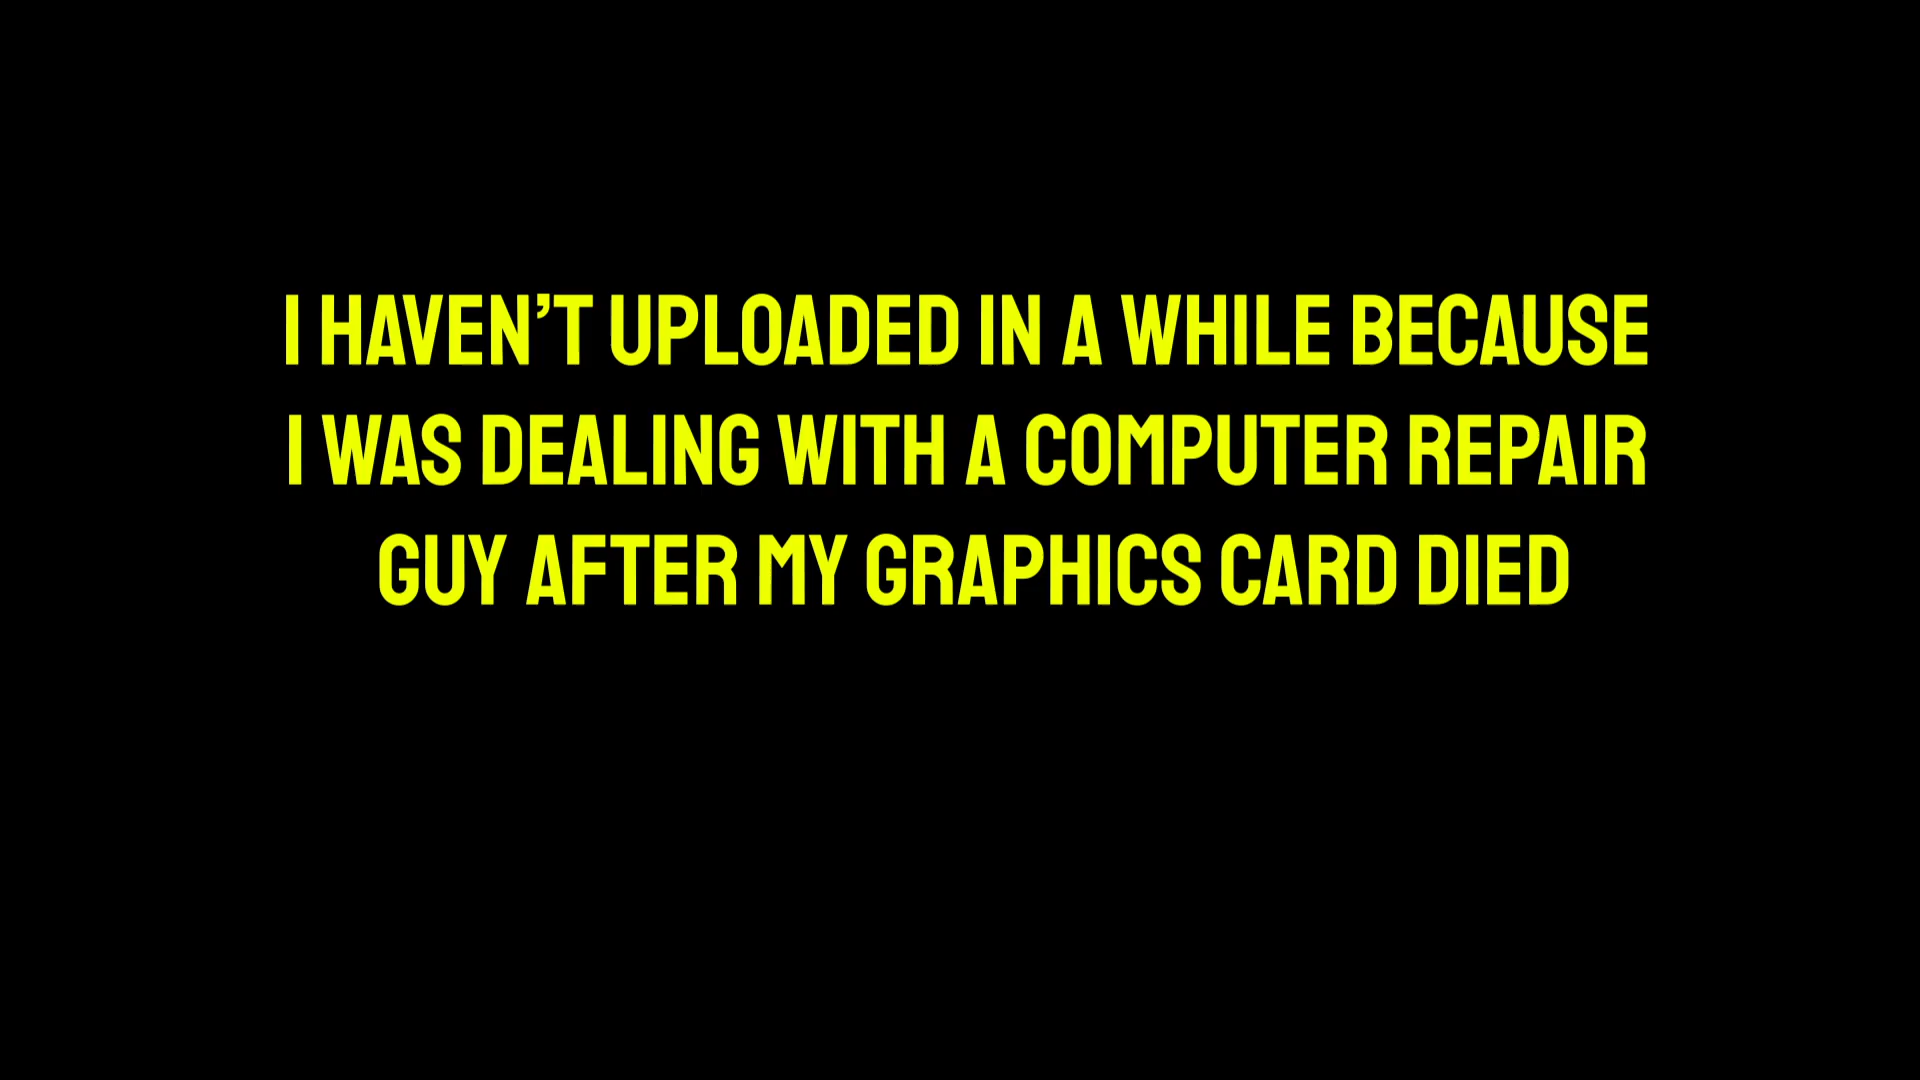 I HAVEN’T UPLOADED IN A WHILE BECAUSE
I WAS DEALING WITH A COMPUTER REPAIR
GUY AFTER MY GRAPHICS CARD DIED